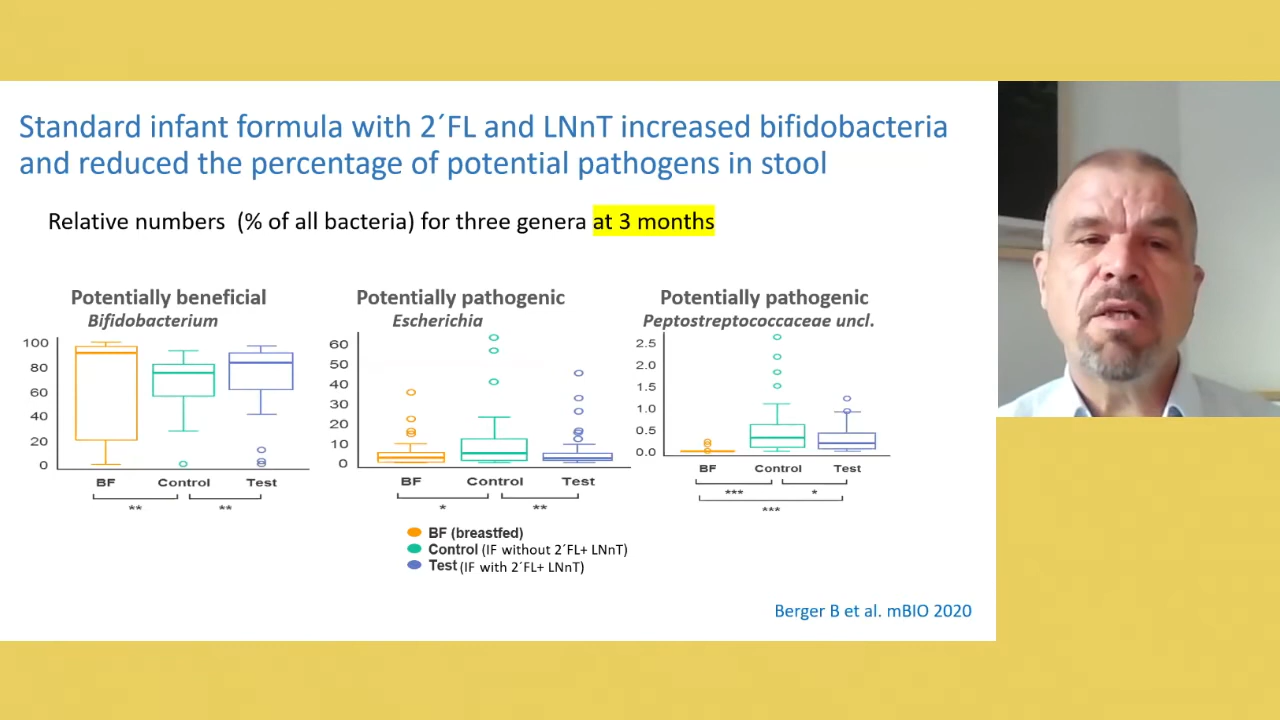 Standard infant formula with 2´FL and LNnT increased bifidobacteria
and reduced the percentage of potential pathogens in stool
Relative numbers (% of all bacteria) for three genera at 3 months
Potentially beneficial
Bifidobacterium
100
80
60
40
20
0
BF Control Test
** **
Potentially pathogenic
Escherichia
60
50
40
30
20
10
0
BF Control Test
* **
Potentially pathogenic
Peptostreptococcaceae uncl.
2.5
2.0
1.5
1.0
0.5
0.0
BF Control Test
*** *
***
BF (breastfed)
Control (IF without 2´FL+ LNnT)
Test (IF with 2´FL+ LNnT)
Berger B et al. mBIO 2020